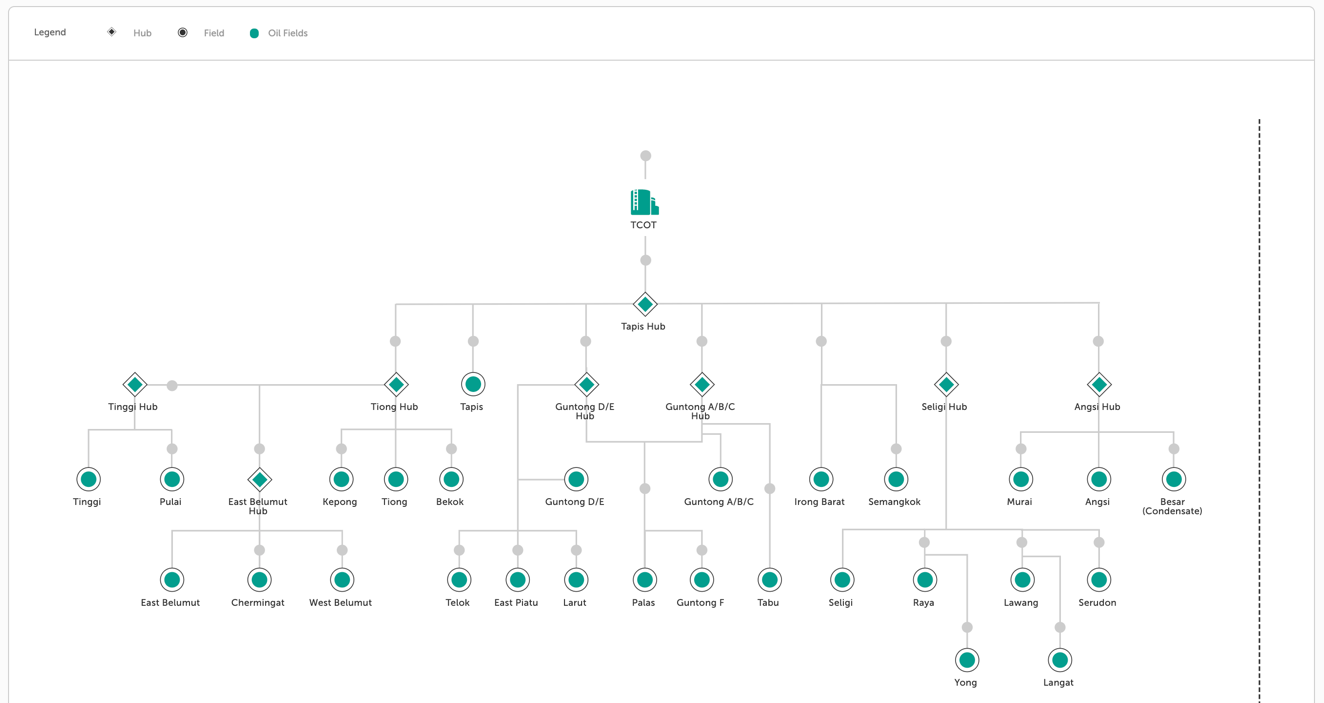 Legend
Hub
Field
Oil Fields
TCOT
Tapis Hub
Tinggi Hub
Tiong Hub
Tapis
Guntong D/E
Hub
Guntong A/B/C
Hub
Seligi Hub
Angsi Hub
Tinggi
Pulai
East Belumut
Hub
Kepong
Tiong
Bekok
Guntong D/E
Guntong A/B/C
Irong Barat
Semangkok
Murai
Angsi
Besar
(Condensate)
East Belumut
Chermingat
West Belumut
Telok
East Piatu
Larut
Palas
Guntong F
Tabu
Seligi
Raya
Lawang
Serudon
Yong
Langat